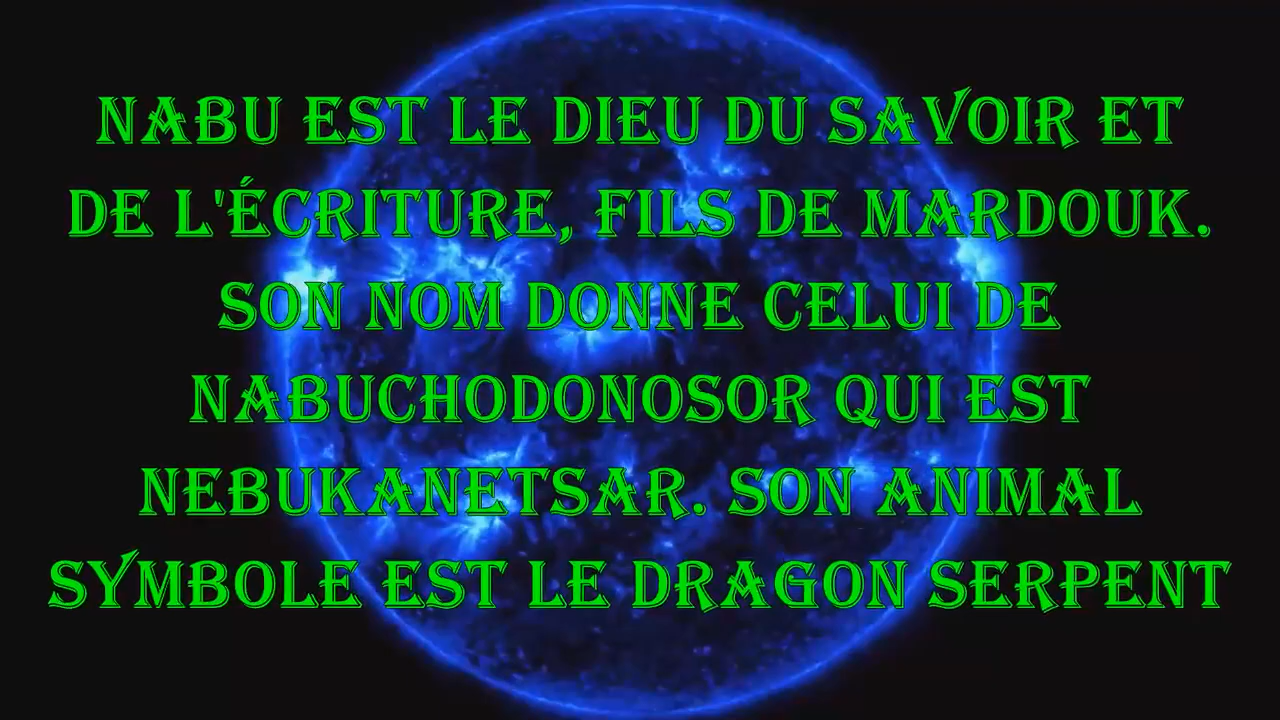 NABU EST LE DIEU DU SAVOIR ET
DE L'ÉCRITURE, FILS DE MARDOUK.
SON NOM DONNE CELUI DE
NABUCHODONOSOR QUI EST
NEBUKANETSAR. SON ANIMAL
SYMBOLE EST LE DRAGON SERPENT